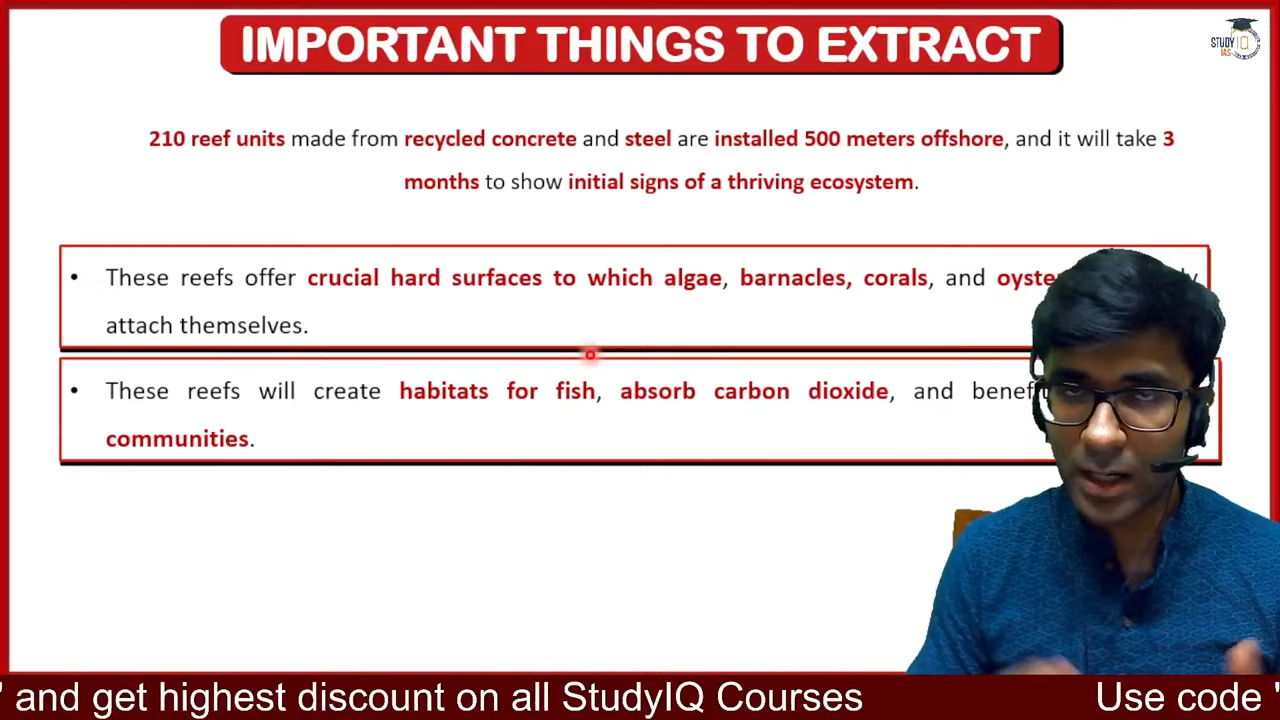 IMPORTANT THINGS TO EXTRACT
STUDY IQ
IAS
210 reef units made from recycled concrete and steel are installed 500 meters offshore, and it will take 3
months to show initial signs of a thriving ecosystem.
• These reefs offer crucial hard surfaces to which algae, barnacles, corals, and
attach themselves.
• These reefs will create habitats for fish, absorb carbon dioxide, and
communities.
' and get highest discount on all StudyIQ Courses
Use code '